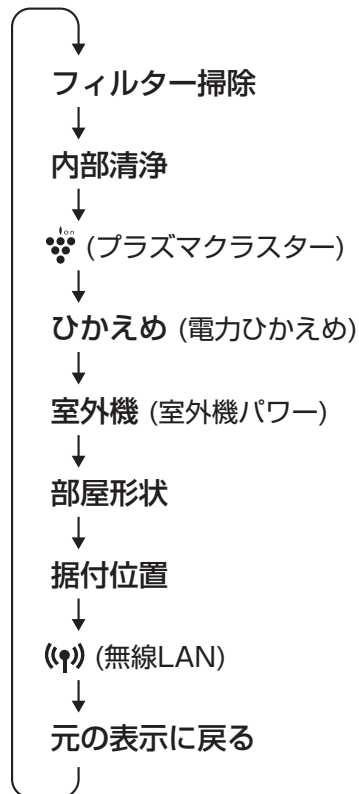 フィルター掃除
内部清浄
ion (プラズマクラスター)
ひかえめ (電力ひかえめ)
室外機 (室外機パワー)
部屋形状
据付位置
(無線LAN)
元の表示に戻る